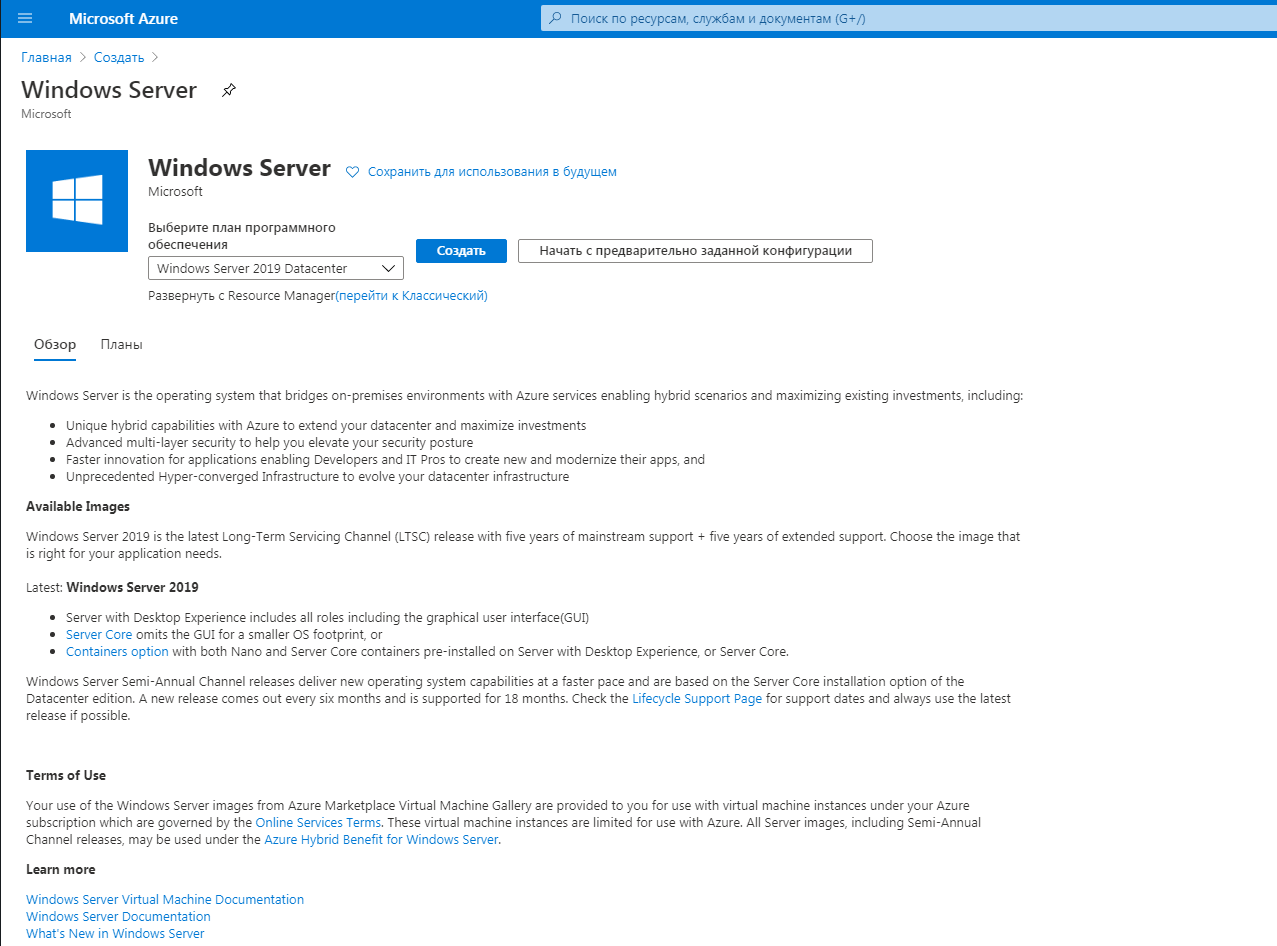 Microsoft Azure
Поиск по ресурсам, службам и документам (G+/)
Главная > Создать >
Windows Server
Microsoft
Windows Server
Сохранить для использования в будущем
Microsoft
Выберите план программного
обеспечения
Windows Server 2019 Datacenter
Создать
Начать с предварительно заданной конфигурации
Развернуть с Resource Manager(перейти к Классический)
Обзор
Планы
Windows Server is the operating system that bridges on-premises environments with Azure services enabling hybrid scenarios and maximizing existing investments, including:
• Unique hybrid capabilities with Azure to extend your datacenter and maximize investments
• Advanced multi-layer security to help you elevate your security posture
• Faster innovation for applications enabling Developers and IT Pros to create new and modernize their apps, and
• Unprecedented Hyper-converged Infrastructure to evolve your datacenter infrastructure
Available Images
Windows Server 2019 is the latest Long-Term Servicing Channel (LTSC) release with five years of mainstream support + five years of extended support. Choose the image that
is right for your application needs.
Latest: Windows Server 2019
• Server with Desktop Experience includes all roles including the graphical user interface(GUI)
• Server Core omits the GUI for a smaller OS footprint, or
• Containers option with both Nano and Server Core containers pre-installed on Server with Desktop Experience, or Server Core.
Windows Server Semi-Annual Channel releases deliver new operating system capabilities at a faster pace and are based on the Server Core installation option of the
Datacenter edition. A new release comes out every six months and is supported for 18 months. Check the Lifecycle Support Page for support dates and always use the latest
release if possible.
Terms of Use
Your use of the Windows Server images from Azure Marketplace Virtual Machine Gallery are provided to you for use with virtual machine instances under your Azure
subscription which are governed by the Online Services Terms. These virtual machine instances are limited for use with Azure. All Server images, including Semi-Annual
Channel releases, may be used under the Azure Hybrid Benefit for Windows Server.
Learn more
Windows Server Virtual Machine Documentation
Windows Server Documentation
What's New in Windows Server